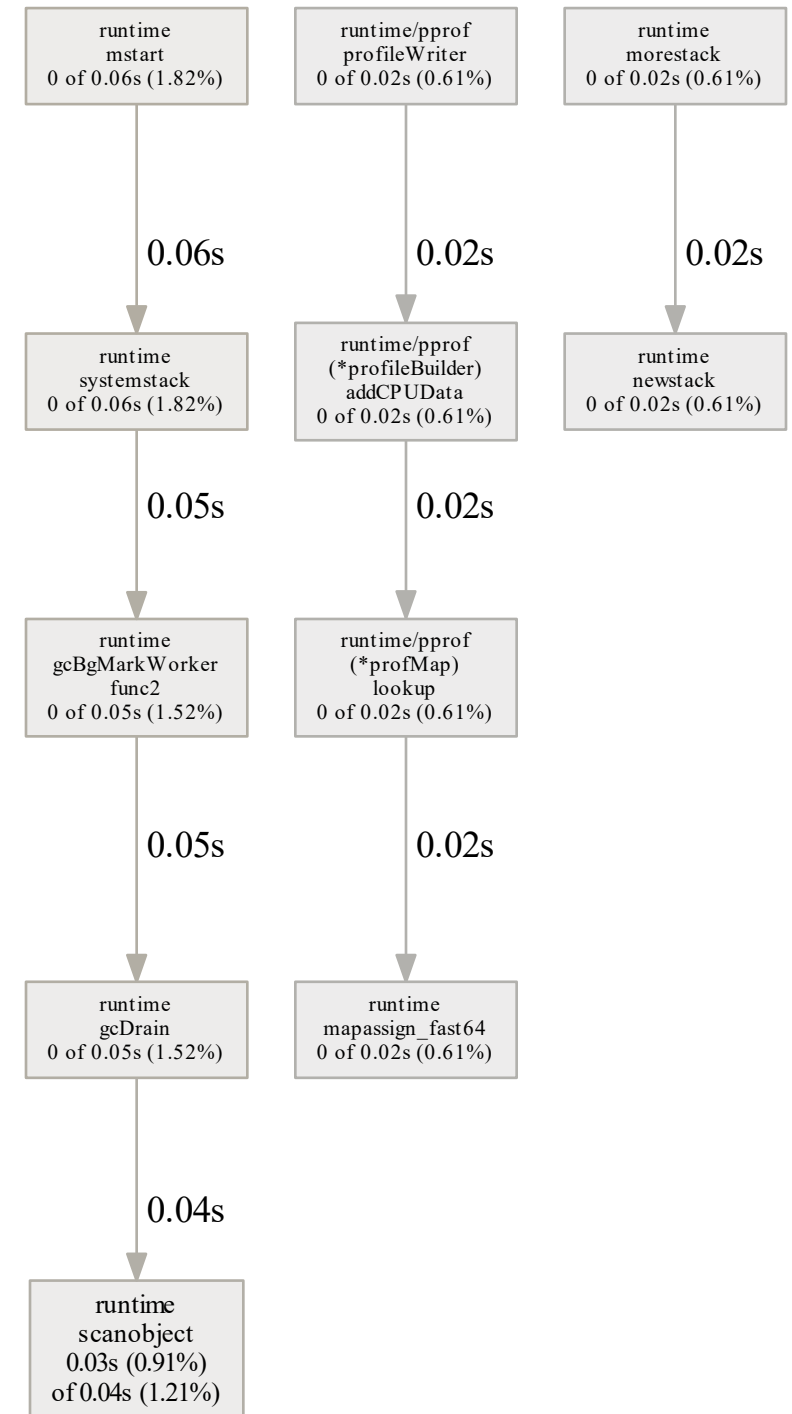 runtime
mstart
0 of 0.06s (1.82%)
runtime/pprof
profileWriter
0 of 0.02s (0.61%)
runtime
morestack
0 of 0.02s (0.61%)
0.06s
0.02s
0.02s
runtime
systemstack
0 of 0.06s (1.82%)
runtime/pprof
(*profileBuilder)
addCPUData
0 of 0.02s (0.61%)
runtime
newstack
0 of 0.02s (0.61%)
0.05s
0.02s
runtime
gcBgMarkWorker
func2
0 of 0.05s (1.52%)
runtime/pprof
(*profMap)
lookup
0 of 0.02s (0.61%)
0.05s
0.02s
runtime
gcDrain
0 of 0.05s (1.52%)
runtime
mapassign_fast64
0 of 0.02s (0.61%)
0.04s
runtime
scanobject
0.03s (0.91%)
of 0.04s (1.21%)